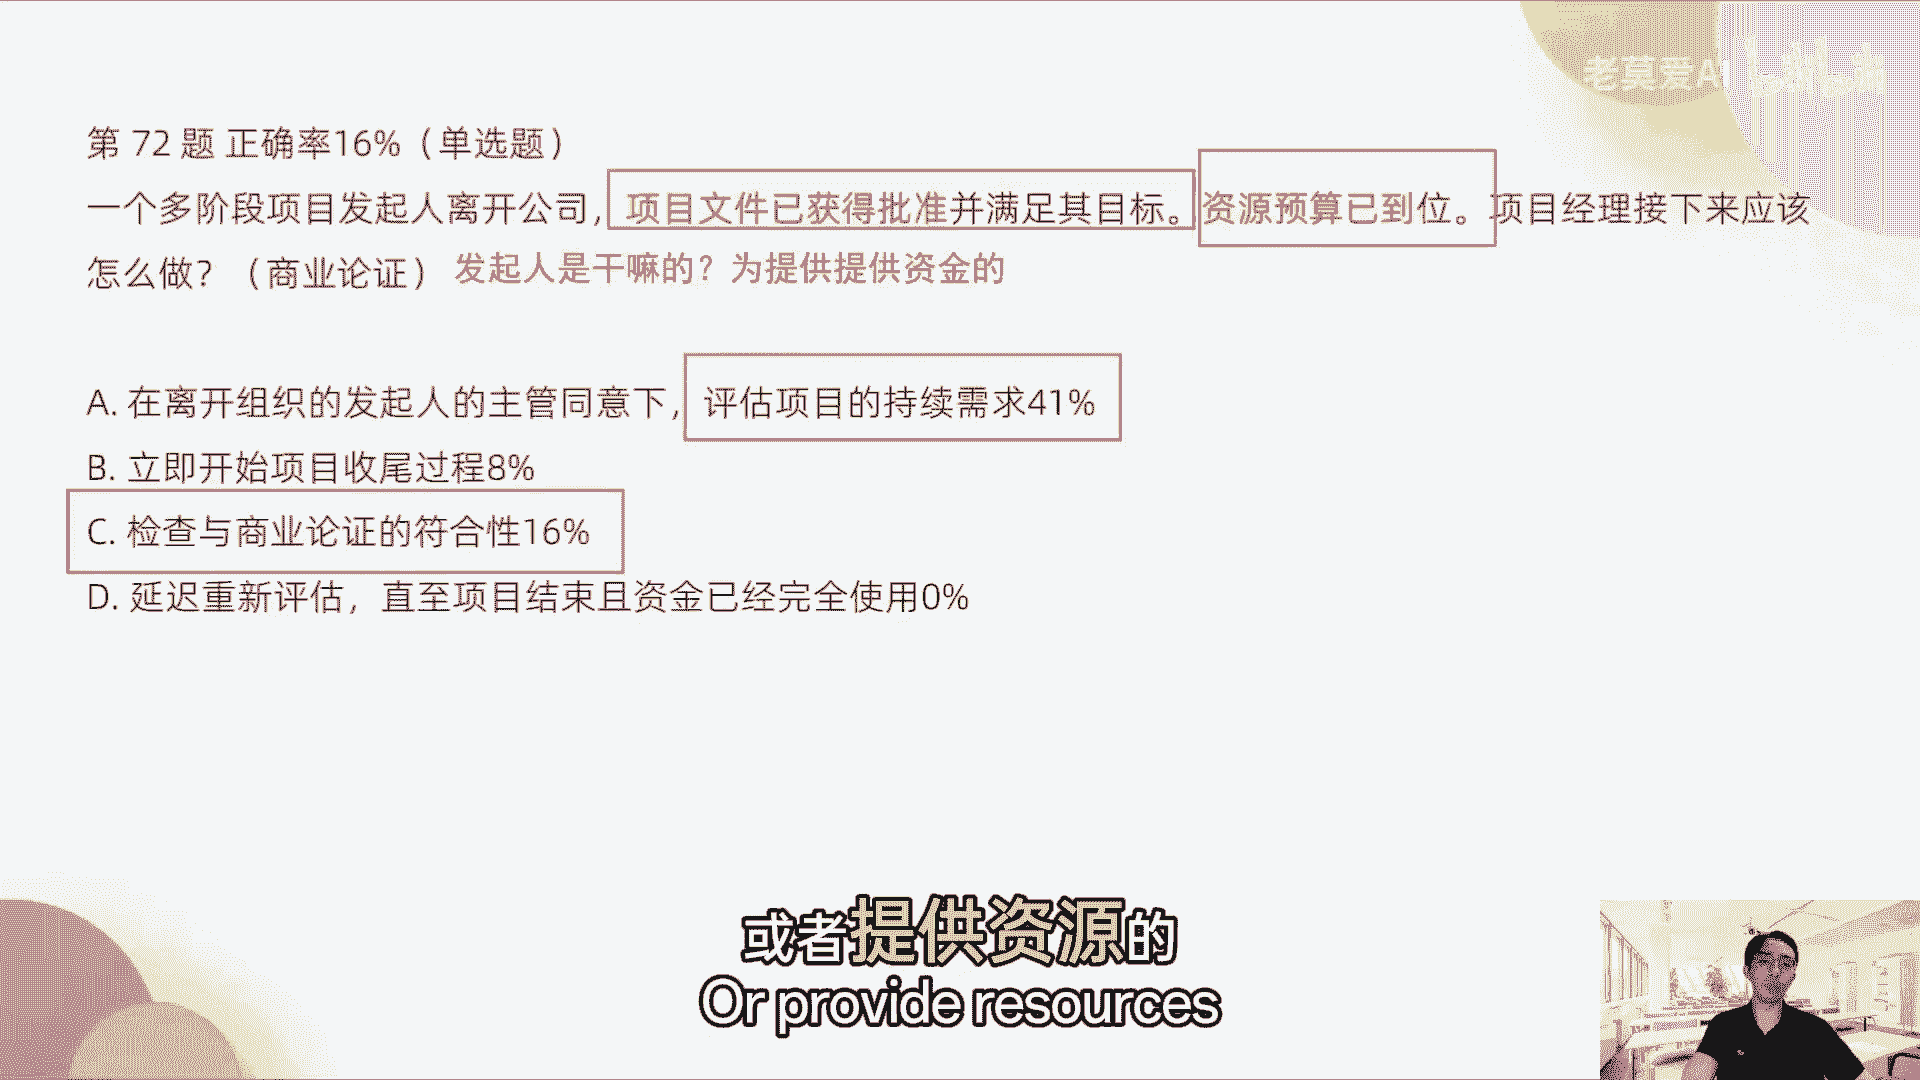 老莫爱A
第 72 题 正确率16%（单选题）
一个多阶段项目发起人离开公司，项目文件已获得批准并满足其目标。资源预算已到位。项目经理接下来应该
怎么做？（商业论证） 发起人是干嘛的？为提供提供资金的
A. 在离开组织的发起人的主管同意下，评估项目的持续需求41%
B. 立即开始项目收尾过程8%
C. 检查与商业论证的符合性16%
D. 延迟重新评估，直至项目结束且资金已经完全使用0%
或者提供资源的
Or provide resources